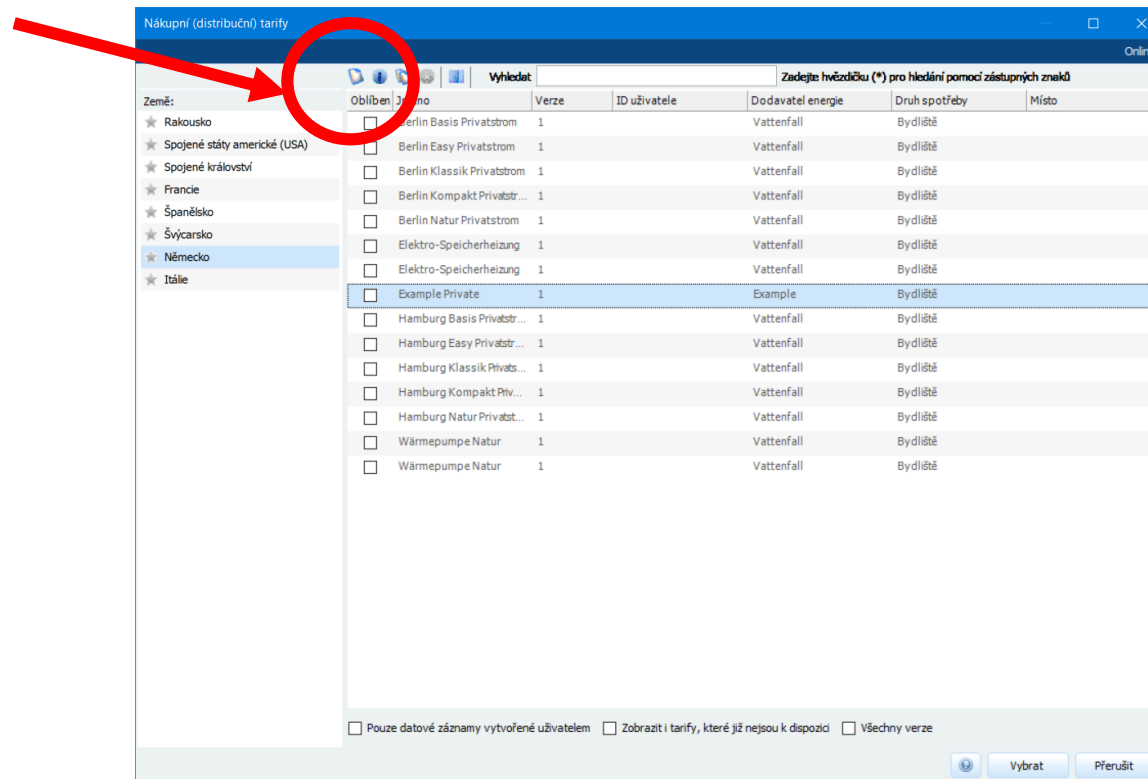 Nákupní (distribuční) tarify
Onlin
Vyhledat Zadejte hvězdičku (*) pro hledání pomocí zástupných znaků
Země: Oblíben Jméno Verze ID uživatele Dodavatel energie Druh spotřeby Místo
Rakousko
Spojené státy americké (USA)
Spojené království
Francie
Španělsko
Švýcarsko
Německo
Itálie
Berlin Basis Privatstrom 1 Vattenfall Bydliště
Berlin Easy Privatstrom 1 Vattenfall Bydliště
Berlin Klassik Privatstrom 1 Vattenfall Bydliště
Berlin Kompakt Privatstr... 1 Vattenfall Bydliště
Berlin Natur Privatstrom 1 Vattenfall Bydliště
Elektro-Speicherheizung 1 Vattenfall Bydliště
Elektro-Speicherheizung 1 Vattenfall Bydliště
Example Private 1 Example Bydliště
Hamburg Basis Privatstr... 1 Vattenfall Bydliště
Hamburg Easy Privatstr... 1 Vattenfall Bydliště
Hamburg Klassik Privats... 1 Vattenfall Bydliště
Hamburg Kompakt Priv... 1 Vattenfall Bydliště
Hamburg Natur Privatst... 1 Vattenfall Bydliště
Wärmepumpe Natur 1 Vattenfall Bydliště
Wärmepumpe Natur 1 Vattenfall Bydliště
Pouze datové záznamy vytvořené uživatelem Zobrazit i tarify, které již nejsou k dispozici Všechny verze
Vybrat Přerušit